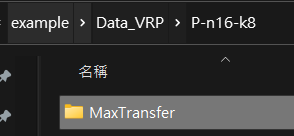 example > Data_VRP > P-n16-k8
名稱
MaxTransfer